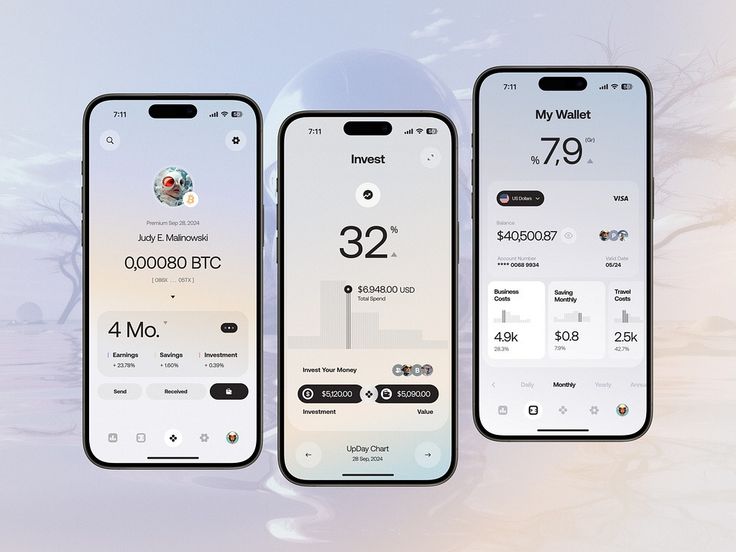 7:11
50
Premium Sep 28, 2024
Judy E. Malinowski
0,00080 BTC
4 Mo.
Earnings
Savings
Investment
+ 23.78%
+ 1.60%
+ 0.39%
Send
Received
7:11
50
Invest
32 %
$6.948.00 USD
Total Spend
Invest Your Money
B
$ $5,120.00
$5,090.00
Investment
Value
UpDay Chart
28 Sep, 2024
7:11
50
My Wallet
% 7,9 (Gr)
US Dollars
VISA
Balance
$40,500.87
P
Account Number
Valid Date
**** 0068 9934
05/24
Business Costs
Saving Monthly
Travel Costs
4.9k
$0.8
2.5k
28.3%
7.9%
42.7%
Daily
Monthly
Yearly